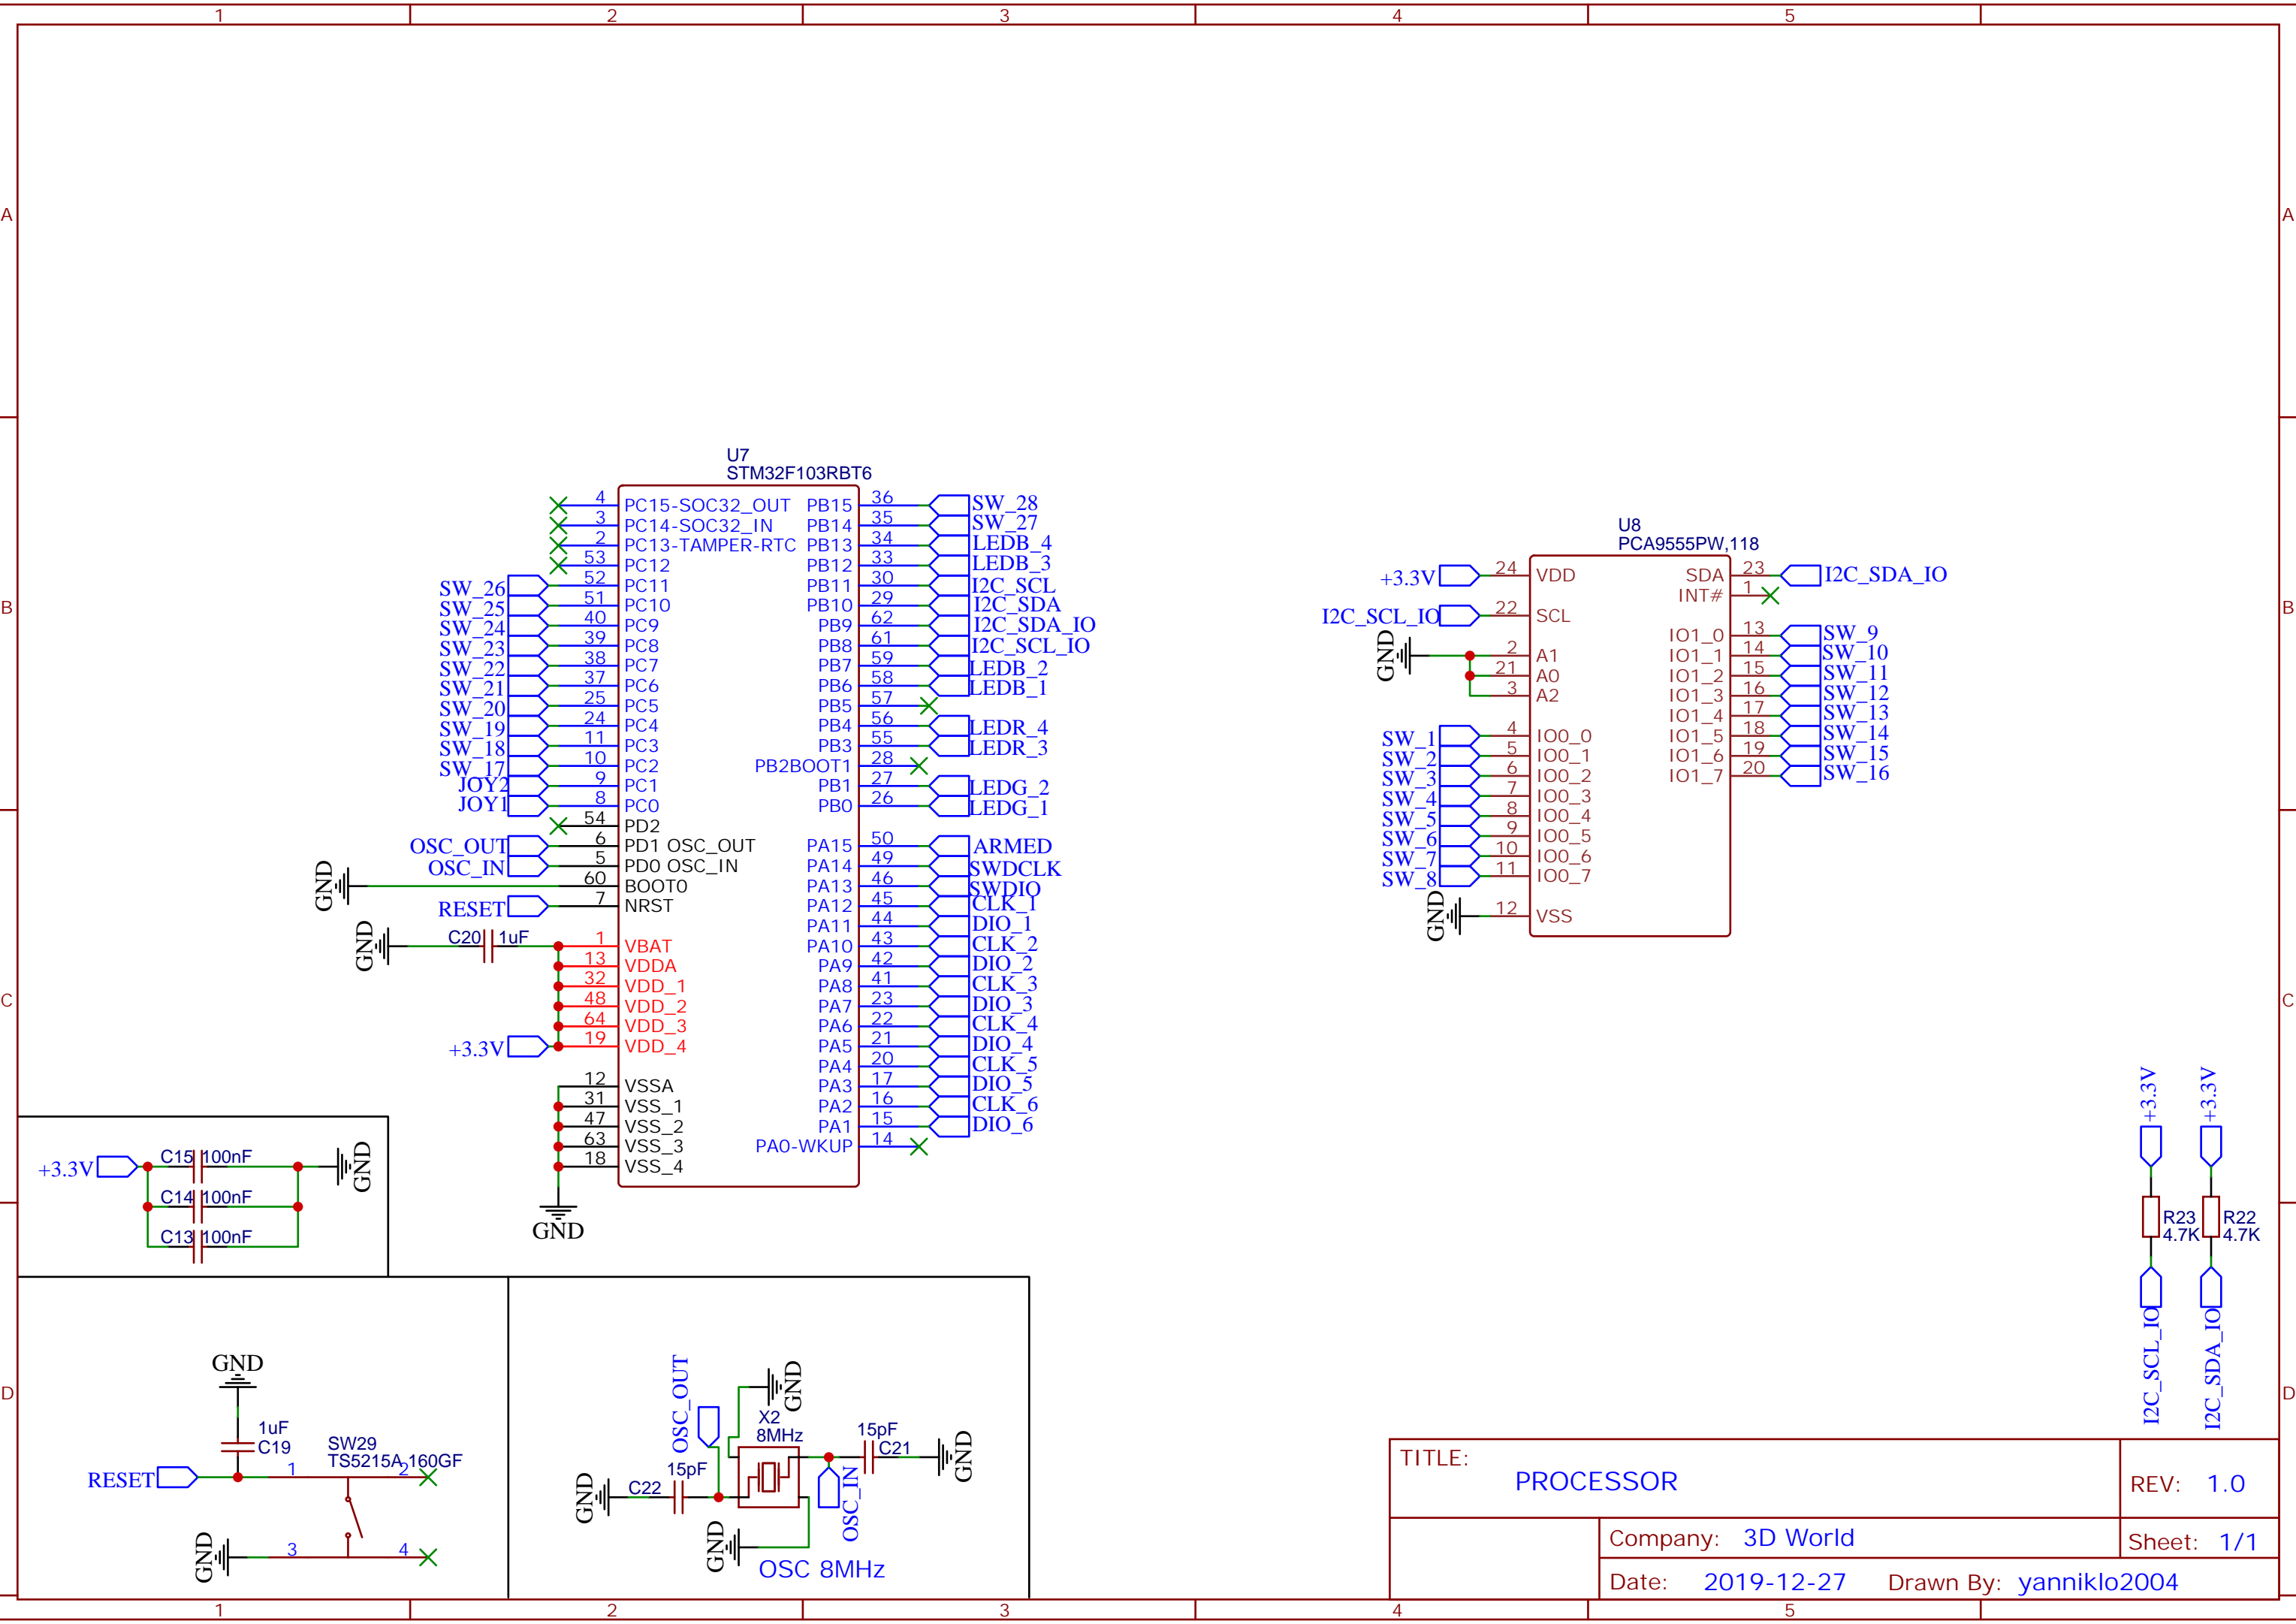 1 2 3 4 5
A A
B B
C C
D D
U7
STM32F103RBT6
4 PC15-SOC32_OUT
3 PC14-SOC32_IN
2 PC13-TAMPER-RTC
53 PC12
SW_26 52 PC11
SW_25 51 PC10
SW_24 40 PC9
SW_23 39 PC8
SW_22 38 PC7
SW_21 37 PC6
SW_20 25 PC5
SW_19 24 PC4
SW_18 11 PC3
SW_17 10 PC2
JOY2 9 PC1
JOY1 8 PC0
54 PD2
OSC_OUT 6 PD1 OSC_OUT
OSC_IN 5 PD0 OSC_IN
GND 60 BOOT0
RESET 7 NRST
GND C20 1uF 1 VBAT
13 VDDA
32 VDD_1
48 VDD_2
64 VDD_3
+3.3V 19 VDD_4
12 VSSA
31 VSS_1
47 VSS_2
63 VSS_3
18 VSS_4
GND
PB15 36 SW_28
PB14 35 SW_27
PB13 34 LEDB_4
PB12 33 LEDB_3
PB11 30 I2C_SCL
PB10 29 I2C_SDA
PB9 62 I2C_SDA_IO
PB8 61 I2C_SCL_IO
PB7 59 LEDB_2
PB6 58 LEDB_1
PB5 57
PB4 56 LEDR_4
PB3 55 LEDR_3
PB2BOOT1 28
PB1 27 LEDG_2
PB0 26 LEDG_1
PA15 50 ARMED
PA14 49 SWDCLK
PA13 46 SWDIO
PA12 45 CLK_1
PA11 44 DIO_1
PA10 43 CLK_2
PA9 42 DIO_2
PA8 41 CLK_3
PA7 23 DIO_3
PA6 22 CLK_4
PA5 21 DIO_4
PA4 20 CLK_5
PA3 17 DIO_5
PA2 16 CLK_6
PA1 15 DIO_6
PA0-WKUP 14
U8
PCA9555PW,118
+3.3V 24 VDD
I2C_SCL_IO 22 SCL
GND 2 A1
21 A0
3 A2
SW_1 4 IO0_0
SW_2 5 IO0_1
SW_3 6 IO0_2
SW_4 7 IO0_3
SW_5 8 IO0_4
SW_6 9 IO0_5
SW_7 10 IO0_6
SW_8 11 IO0_7
GND 12 VSS
SDA 23 I2C_SDA_IO
INT# 1
IO1_0 13 SW_9
IO1_1 14 SW_10
IO1_2 15 SW_11
IO1_3 16 SW_12
IO1_4 17 SW_13
IO1_5 18 SW_14
IO1_6 19 SW_15
IO1_7 20 SW_16
+3.3V C15 100nF GND
C14 100nF
C13 100nF
GND
1uF
C19
SW29
TS5215A 160GF
RESET 1 2
GND 3 4
OSC_OUT
GND
X2
8MHz
15pF
C21
GND
15pF
C22
GND
OSC_IN
GND
OSC 8MHz
+3.3V +3.3V
R23
4.7K
R22
4.7K
I2C_SCL_IO I2C_SDA_IO
TITLE:
PROCESSOR
REV: 1.0
Company: 3D World
Sheet: 1/1
Date: 2019-12-27 Drawn By: yanniklo2004
1 2 3 4 5